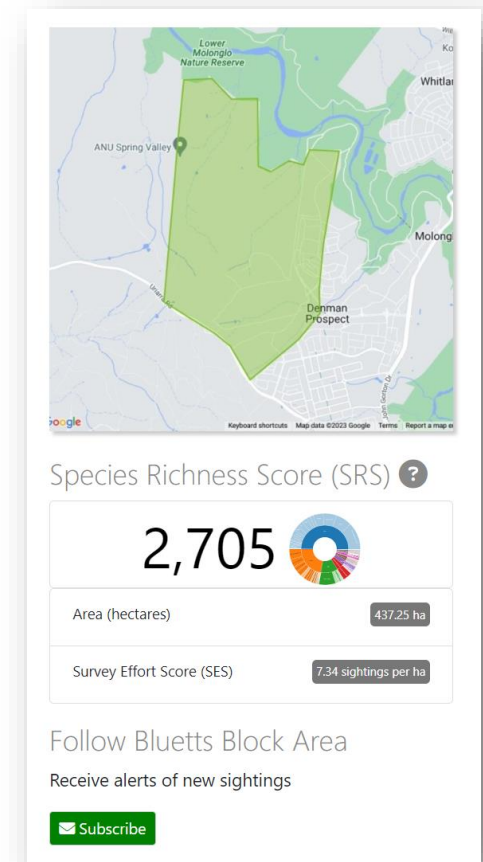 Lower
Molonglo
Nature Reserve
ANU Spring Valley
Denman
Prospect
Google
Keyboard shortcuts Map data ©2023 Google Terms Report a map
Species Richness Score (SRS) ?
2,705
Area (hectares) 437.25 ha
Survey Effort Score (SES) 7.34 sightings per ha
Follow Bluetts Block Area
Receive alerts of new sightings
Subscribe